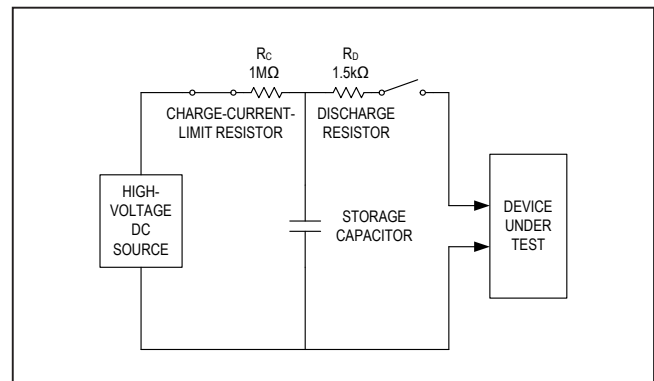 RC
1MΩ
RD
1.5kΩ
CHARGE-CURRENT-
LIMIT RESISTOR
DISCHARGE
RESISTOR
HIGH-
VOLTAGE
DC
SOURCE
STORAGE
CAPACITOR
DEVICE
UNDER
TEST